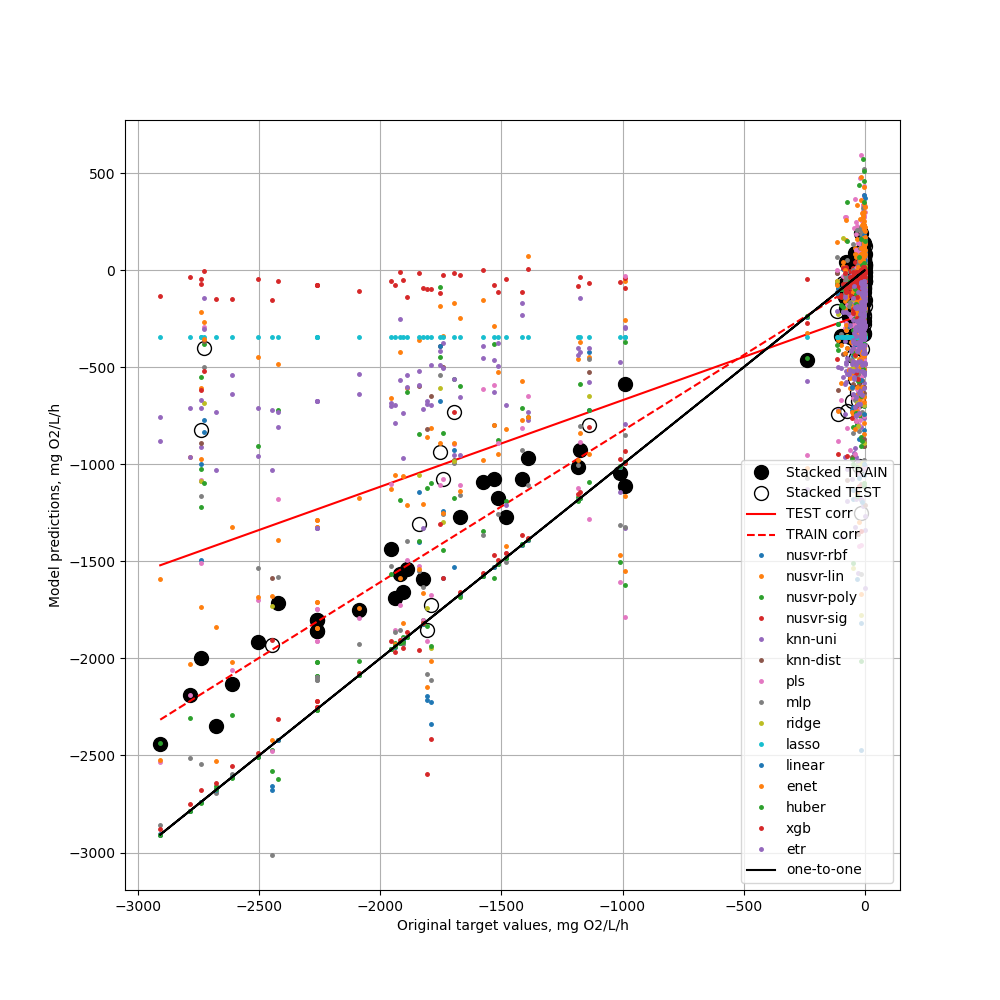 500
0
−500
−1000
−1500
−2000
−2500
−3000
Model predictions, mg O2/L/h
−3000 −2500 −2000 −1500 −1000 −500 0
Original target values, mg O2/L/h
Stacked TRAIN
Stacked TEST
TEST corr
TRAIN corr
nusvr-rbf
nusvr-lin
nusvr-poly
nusvr-sig
knn-uni
knn-dist
pls
mlp
ridge
lasso
linear
enet
huber
xgb
etr
one-to-one